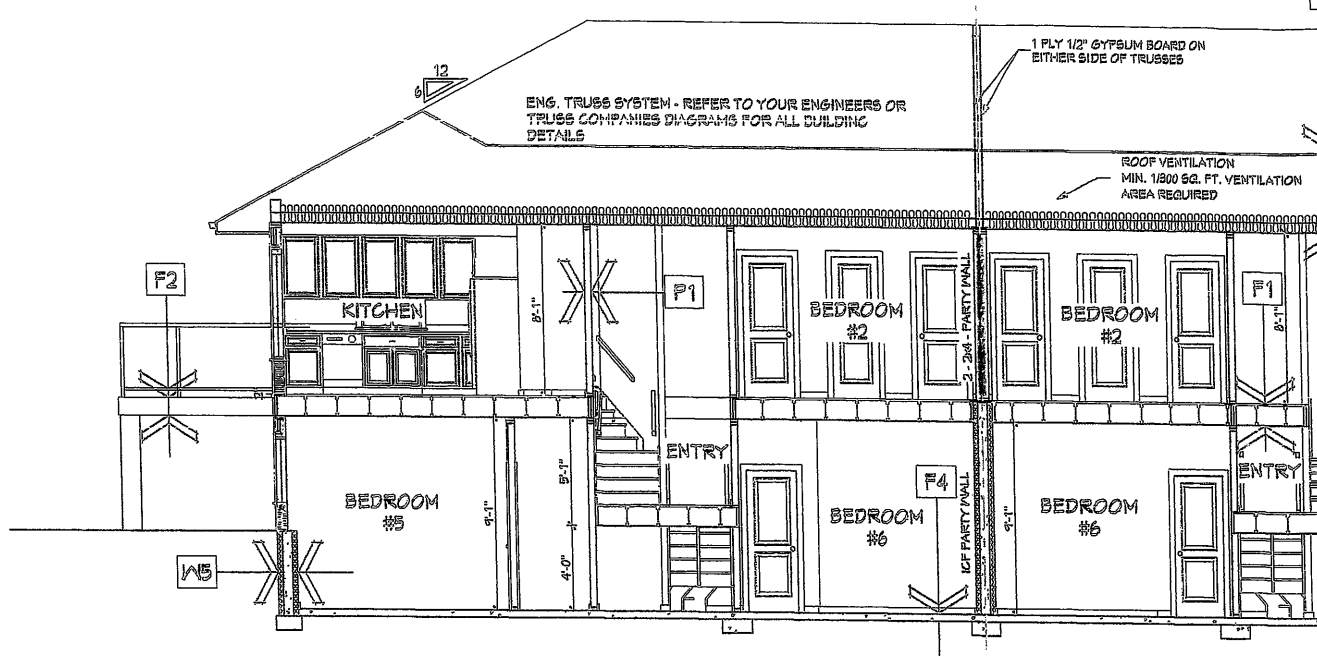 1 PLY 1/2" GYPSUM BOARD ON
EITHER SIDE OF TRUSSES
12
6
ENG. TRUSS SYSTEM - REFER TO YOUR ENGINEERS OR
TRUSS COMPANIES DIAGRAMS FOR ALL BUILDING
DETAILS
ROOF VENTILATION
MIN. 1/300 SQ. FT. VENTILATION
AREA REQUIRED
F2
KITCHEN
8'-1"
P1
BEDROOM
#2
2 - 2x4 - PARTY WALL
BEDROOM
#2
F1
8'-1"
BEDROOM
#5
9'-1"
5'-1"
4'-0"
ENTRY
BEDROOM
#6
F4
ICF PARTY WALL
9'-1"
BEDROOM
#6
ENTRY
W5